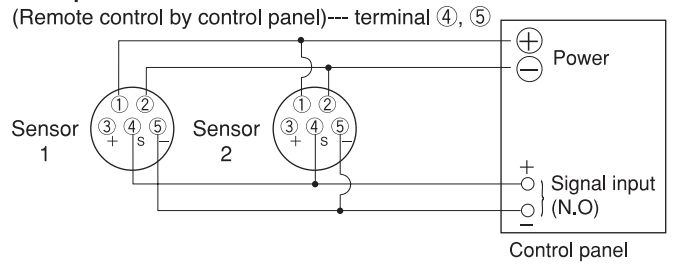 (Remote control by control panel)--- terminal ④, ⑤
+
Power
−
① ②
③ ④ ⑤
+ s −
Sensor
1
① ②
③ ④ ⑤
+ s −
Sensor
2
+
Signal input
(N.O)
−
Control panel